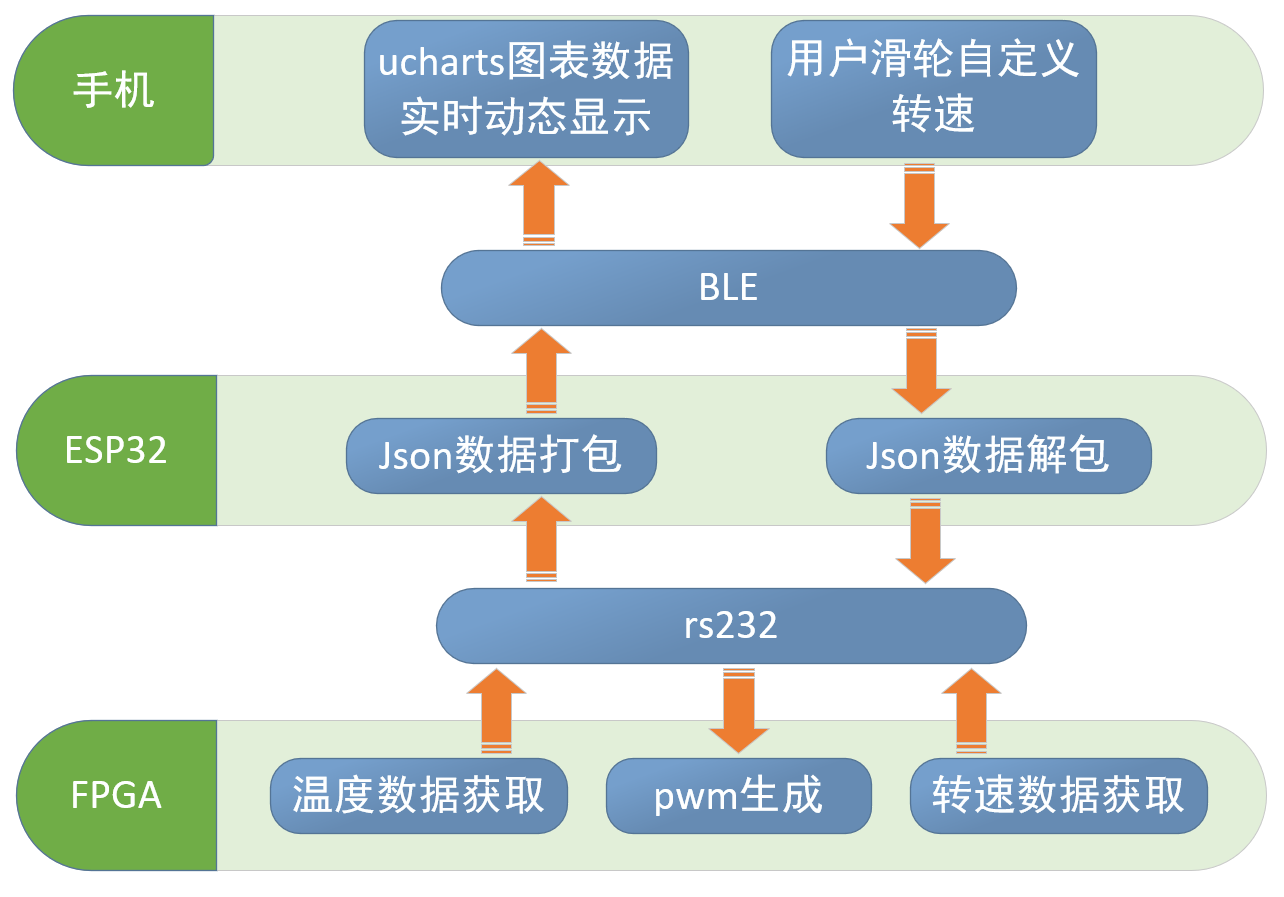 手机
ucharts图表数据
实时动态显示
用户滑轮自定义
转速
BLE
ESP32
Json数据打包
Json数据解包
rs232
FPGA
温度数据获取
pwm生成
转速数据获取